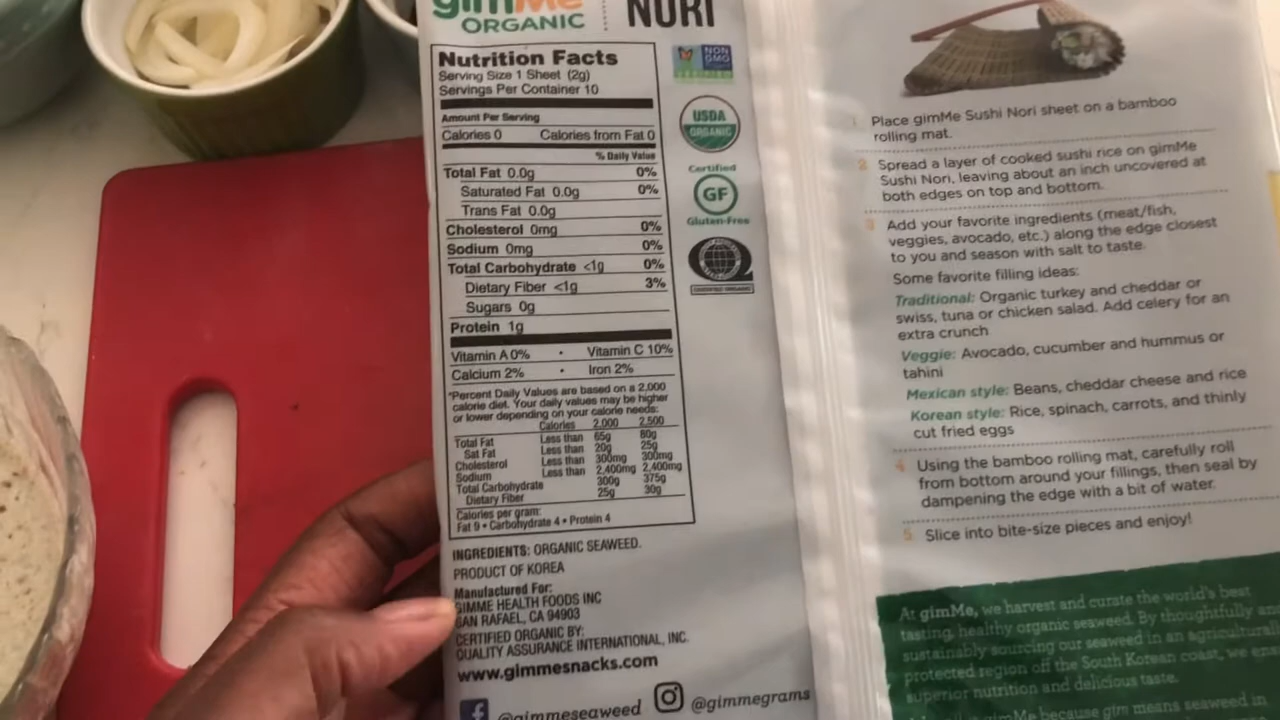 gimMe
ORGANIC
NORI
Nutrition Facts
Serving Size 1 Sheet (2g)
Servings Per Container 10
Amount Per Serving
Calories 0 Calories from Fat 0
% Daily Value
Total Fat 0.0g 0%
Saturated Fat 0.0g 0%
Trans Fat 0.0g
Cholesterol 0mg 0%
Sodium 0mg 0%
Total Carbohydrate <1g 0%
Dietary Fiber <1g 3%
Sugars 0g
Protein 1g
Vitamin A 0% • Vitamin C 10%
Calcium 2% • Iron 2%
*Percent Daily Values are based on a 2,000
calorie diet. Your daily values may be higher
or lower depending on your calorie needs:
Calories 2,000 2,500
Total Fat Less than 65g 80g
Sat Fat Less than 20g 25g
Cholesterol Less than 300mg 300mg
Sodium Less than 2,400mg 2,400mg
Total Carbohydrate 300g 375g
Dietary Fiber 25g 30g
Calories per gram:
Fat 9 • Carbohydrate 4 • Protein 4
INGREDIENTS: ORGANIC SEAWEED.
PRODUCT OF KOREA
Manufactured For:
GIMME HEALTH FOODS INC
SAN RAFAEL, CA 94903
CERTIFIED ORGANIC BY:
QUALITY ASSURANCE INTERNATIONAL, INC.
www.gimmesnacks.com
@gimmeseaweed
@gimmegrams
NON
GMO
VERIFIED
USDA
ORGANIC
Certified
GF
Gluten-Free
CERTIFIED ORGANIC
1 Place gimMe Sushi Nori sheet on a bamboo
rolling mat.
2 Spread a layer of cooked sushi rice on gimMe
Sushi Nori, leaving about an inch uncovered at
both edges on top and bottom.
3 Add your favorite ingredients (meat/fish,
veggies, avocado, etc.) along the edge closest
to you and season with salt to taste.
Some favorite filling ideas:
Traditional: Organic turkey and cheddar or
swiss, tuna or chicken salad. Add celery for an
extra crunch
Veggie: Avocado, cucumber and hummus or
tahini
Mexican style: Beans, cheddar cheese and rice
Korean style: Rice, spinach, carrots, and thinly
cut fried eggs
4 Using the bamboo rolling mat, carefully roll
from bottom around your fillings, then seal by
dampening the edge with a bit of water.
5 Slice into bite-size pieces and enjoy!
At gimMe, we harvest and curate the world's best
tasting, healthy organic seaweed. By thoughtfully
sustainably sourcing our seaweed in an
protected region off the South Korean coast, we
superior nutrition and delicious taste.
gimMe because gim means seaweed in